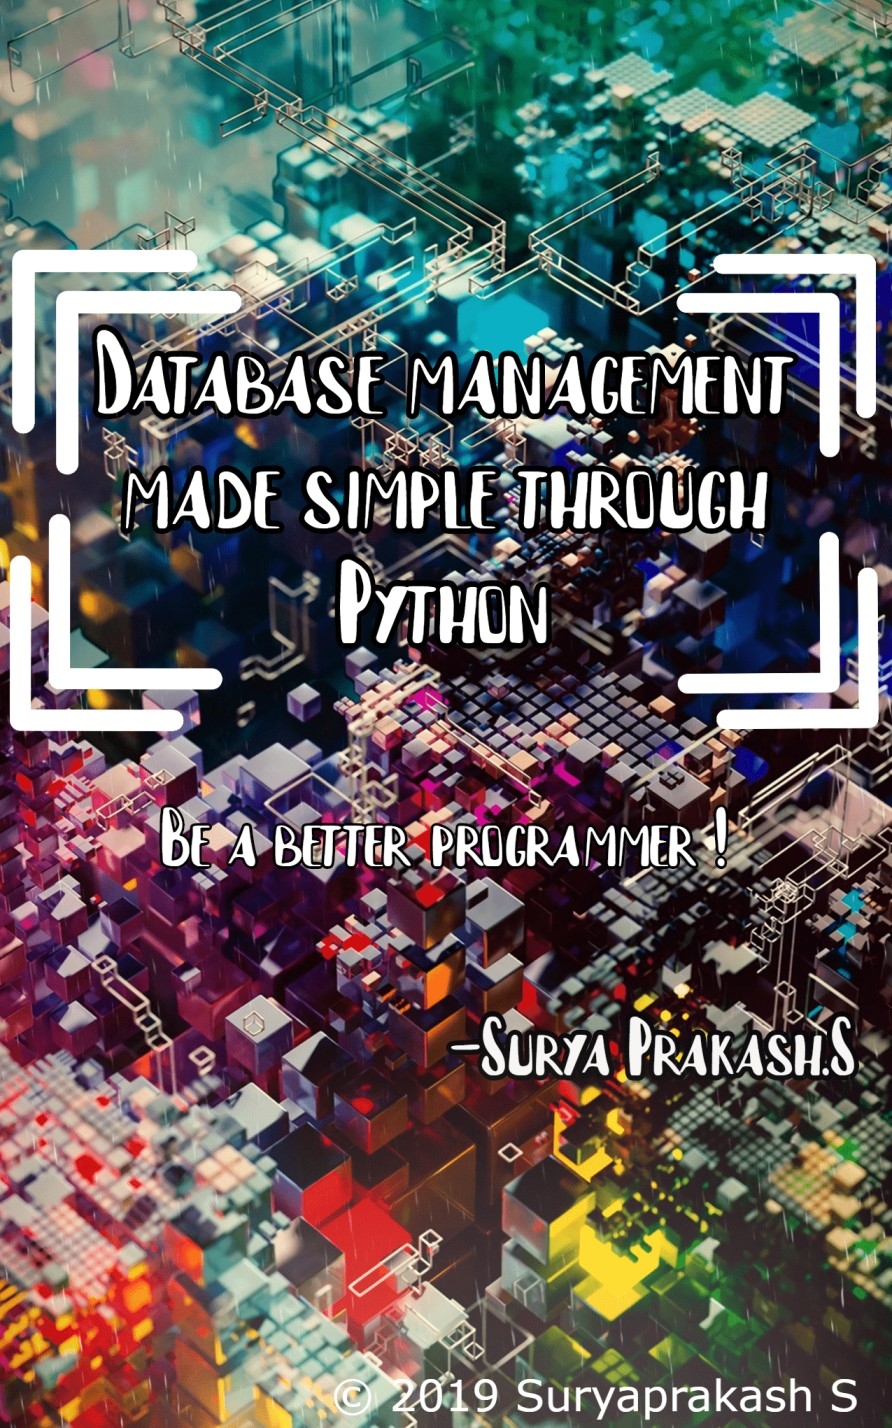 Database management
made simple through
Python
Be a better programmer !
-Surya Prakash.S
© 2019 Suryaprakash S